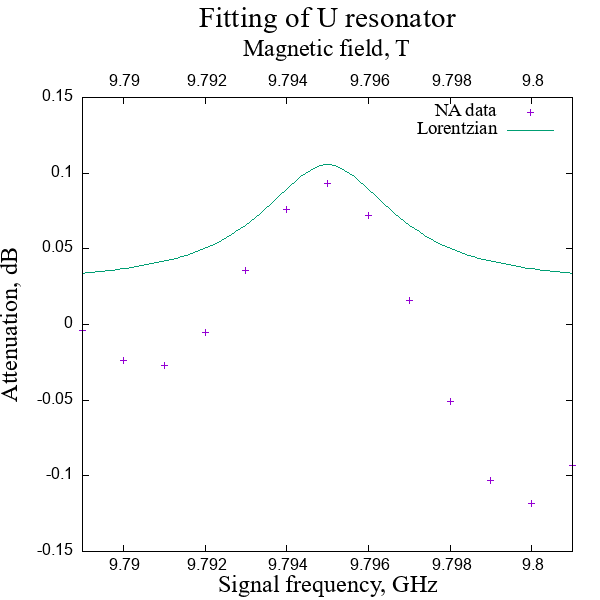 Fitting of U resonator
Magnetic field, T
9.79 9.792 9.794 9.796 9.798 9.8
0.15
NA data
Lorentzian
0.1
0.05
0
-0.05
-0.1
-0.15
Attenuation, dB
9.79 9.792 9.794 9.796 9.798 9.8
Signal frequency, GHz